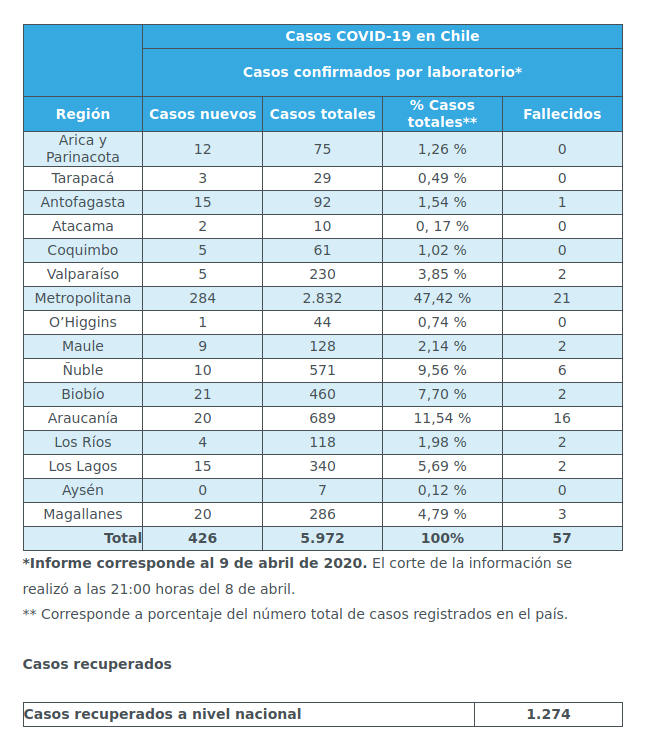 Casos COVID-19 en Chile
Casos confirmados por laboratorio*
Región Casos nuevos Casos totales % Casos totales** Fallecidos
Arica y Parinacota 12 75 1,26 % 0
Tarapacá 3 29 0,49 % 0
Antofagasta 15 92 1,54 % 1
Atacama 2 10 0, 17 % 0
Coquimbo 5 61 1,02 % 0
Valparaíso 5 230 3,85 % 2
Metropolitana 284 2.832 47,42 % 21
O’Higgins 1 44 0,74 % 0
Maule 9 128 2,14 % 2
Ñuble 10 571 9,56 % 6
Biobío 21 460 7,70 % 2
Araucanía 20 689 11,54 % 16
Los Ríos 4 118 1,98 % 2
Los Lagos 15 340 5,69 % 2
Aysén 0 7 0,12 % 0
Magallanes 20 286 4,79 % 3
Total 426 5.972 100% 57
*Informe corresponde al 9 de abril de 2020. El corte de la información se
realizó a las 21:00 horas del 8 de abril.
** Corresponde a porcentaje del número total de casos registrados en el país.
Casos recuperados
Casos recuperados a nivel nacional 1.274